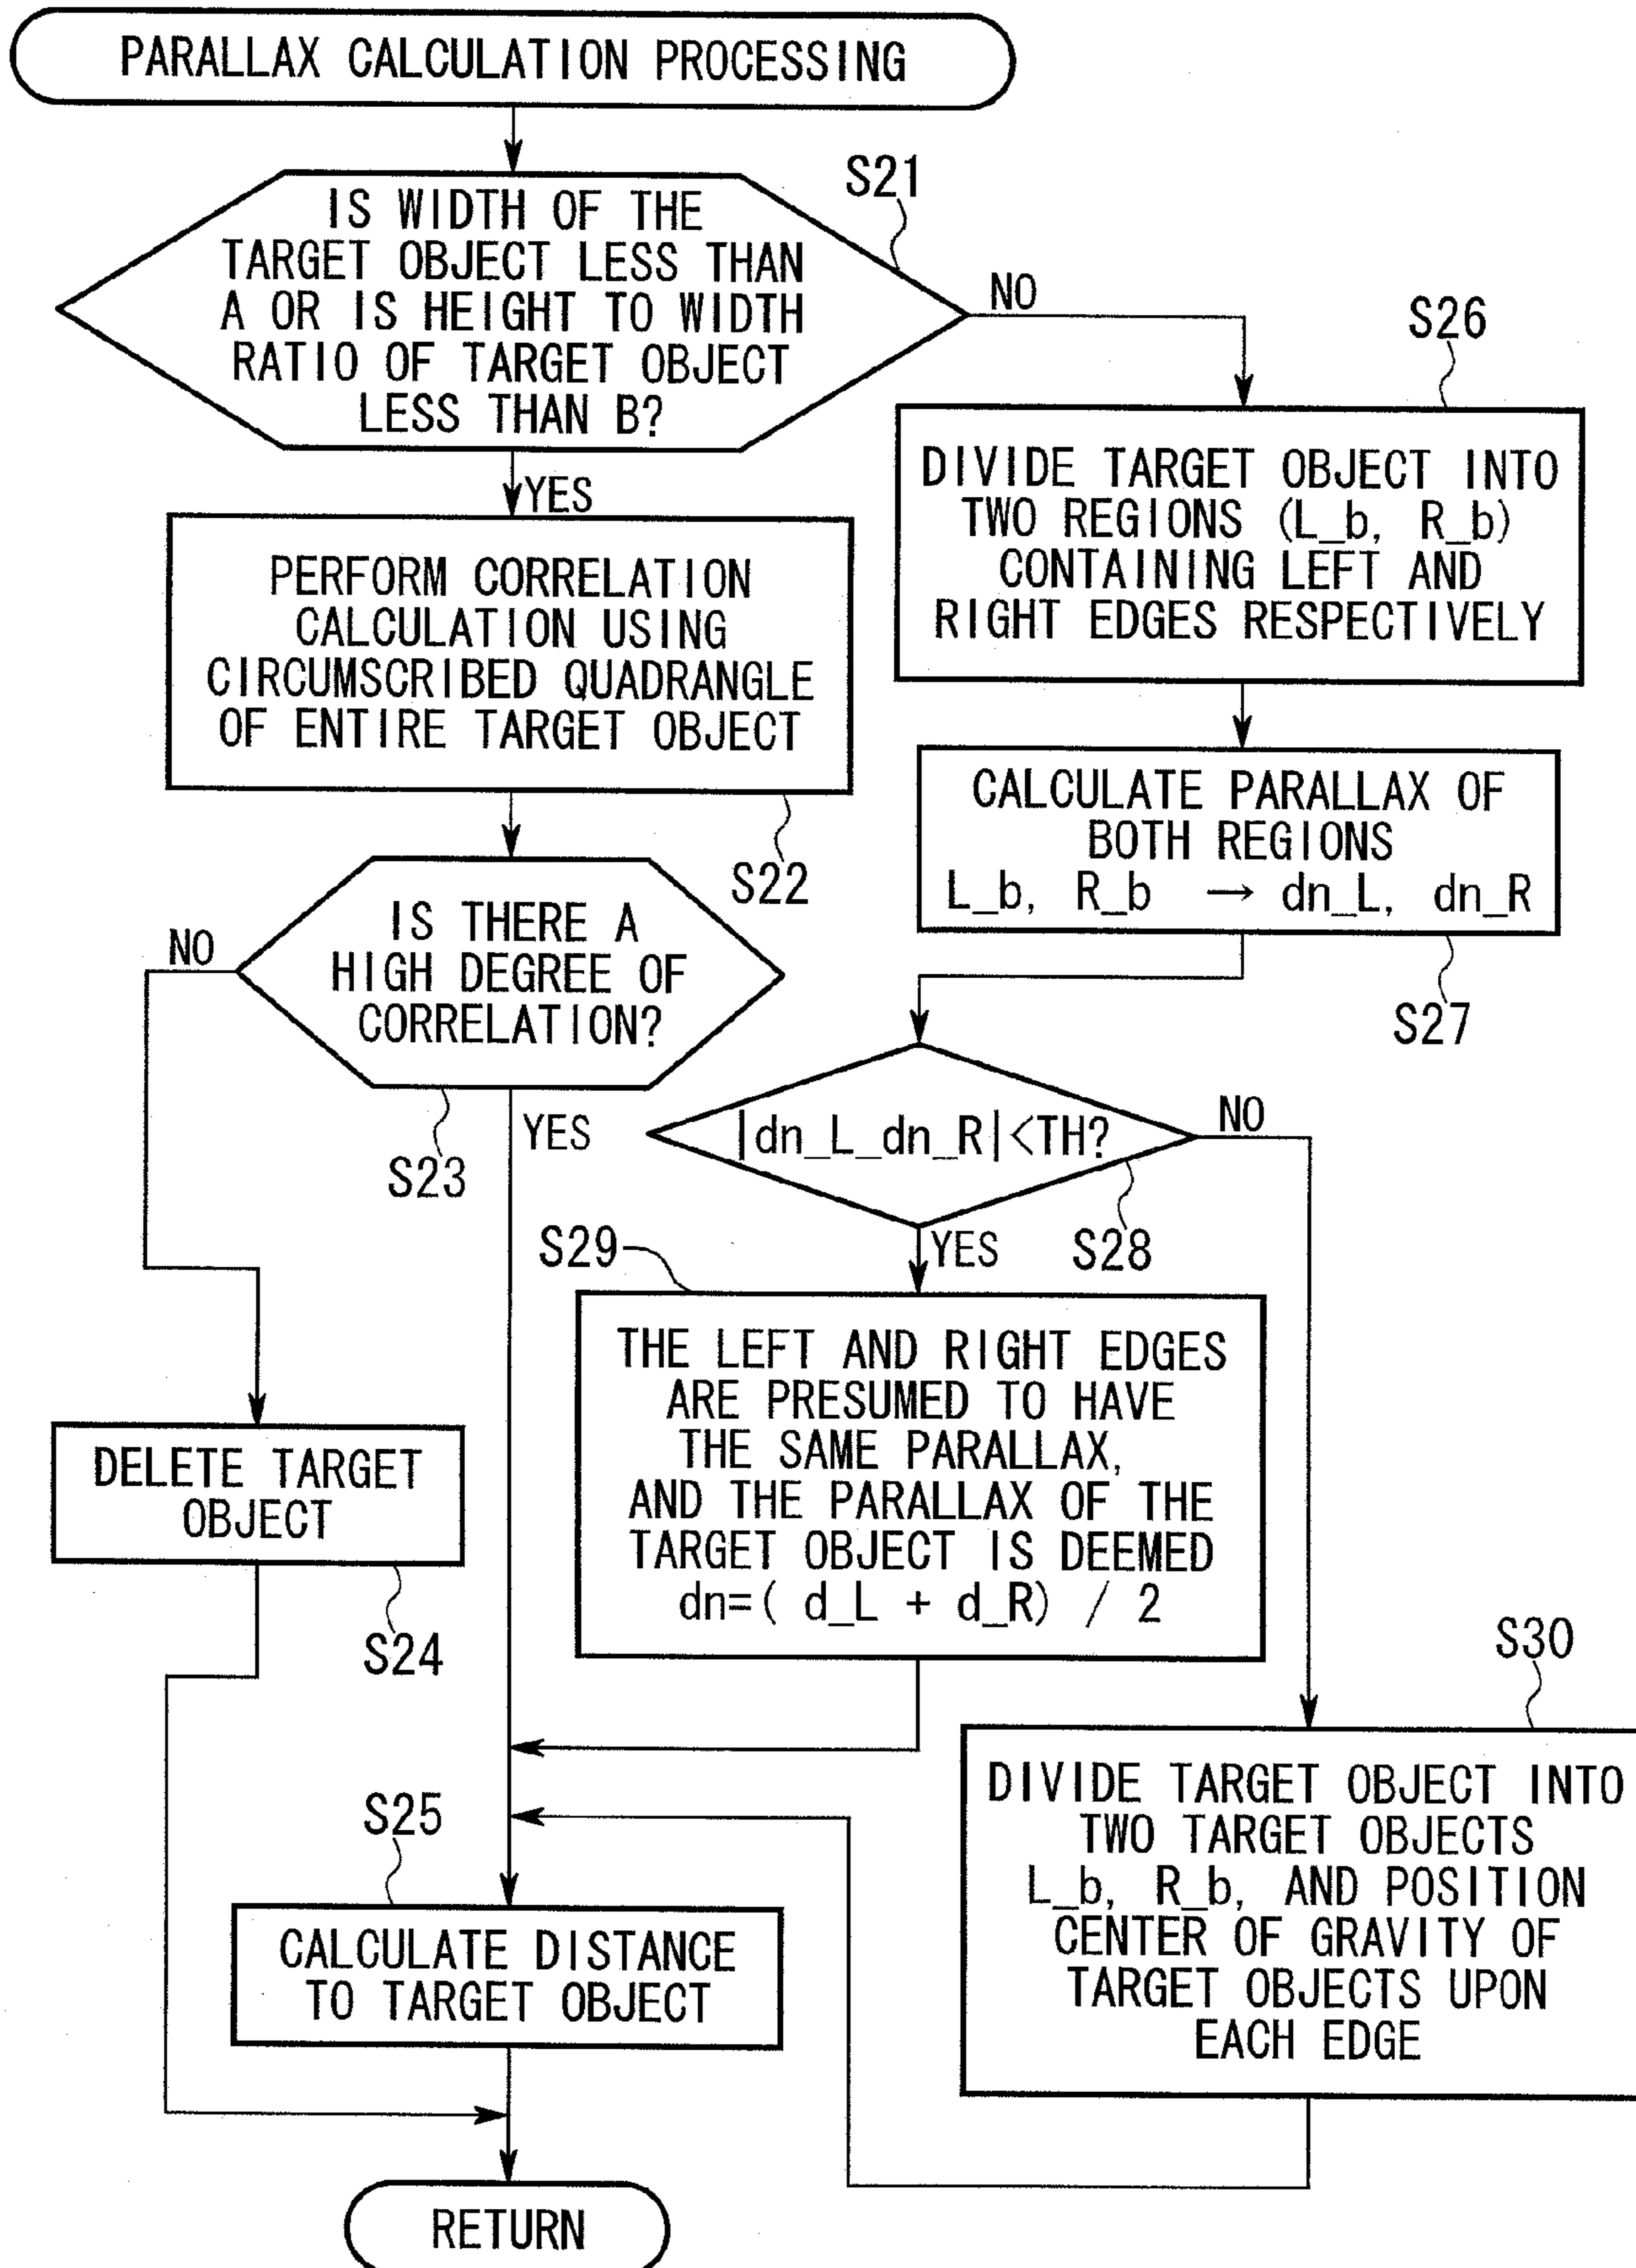 PARALLAX CALCULATION PROCESSING
S21
IS WIDTH OF THE
TARGET OBJECT LESS THAN
A OR IS HEIGHT TO WIDTH
RATIO OF TARGET OBJECT
LESS THAN B?
NO
YES
S26
DIVIDE TARGET OBJECT INTO
TWO REGIONS (L_b, R_b)
CONTAINING LEFT AND
RIGHT EDGES RESPECTIVELY
PERFORM CORRELATION
CALCULATION USING
CIRCUMSCRIBED QUADRANGLE
OF ENTIRE TARGET OBJECT
S22
CALCULATE PARALLAX OF
BOTH REGIONS
L_b, R_b → dn_L, dn_R
S27
IS THERE A
HIGH DEGREE OF
CORRELATION?
NO
YES
S23
|dn_L_dn_R|<TH?
NO
YES
S28
S29
THE LEFT AND RIGHT EDGES
ARE PRESUMED TO HAVE
THE SAME PARALLAX,
AND THE PARALLAX OF THE
TARGET OBJECT IS DEEMED
dn=( d_L + d_R) / 2
DELETE TARGET
OBJECT
S24
S30
DIVIDE TARGET OBJECT INTO
TWO TARGET OBJECTS
L_b, R_b, AND POSITION
CENTER OF GRAVITY OF
TARGET OBJECTS UPON
EACH EDGE
S25
CALCULATE DISTANCE
TO TARGET OBJECT
RETURN